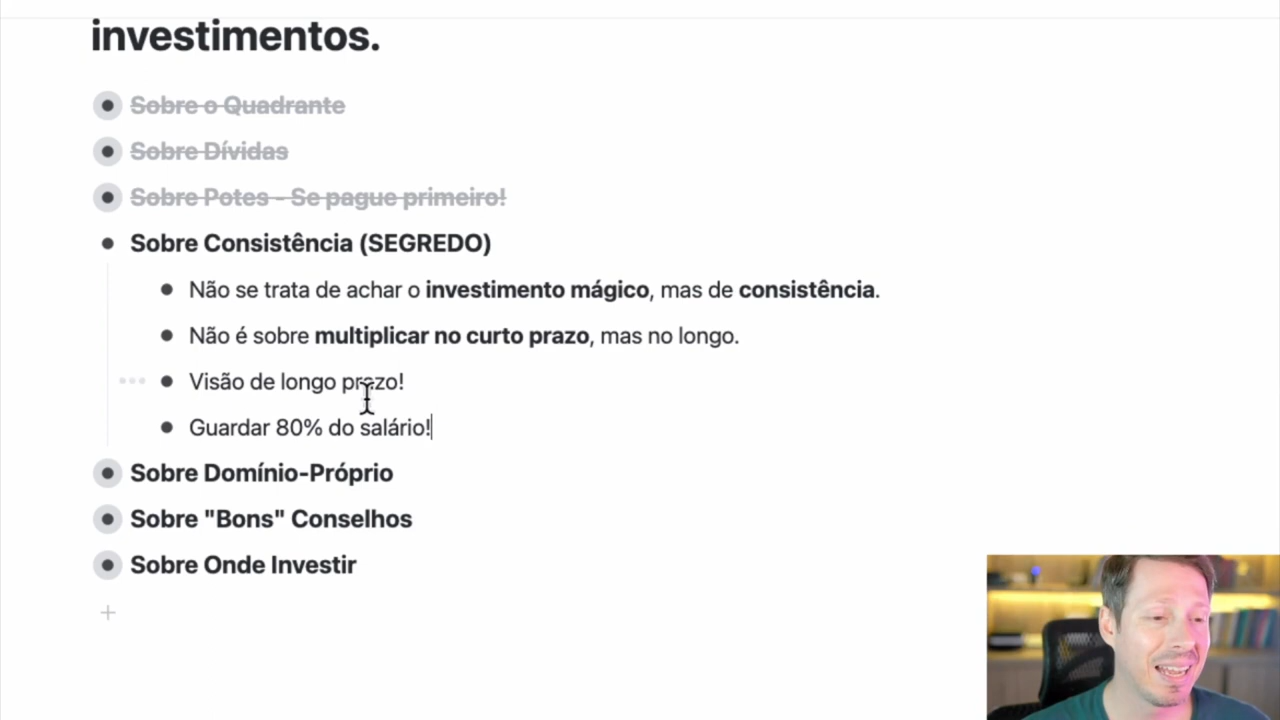 investimentos.
Sobre o Quadrante
Sobre Dívidas
Sobre Potes - Se pague primeiro!
Sobre Consistência (SEGREDO)
Não se trata de achar o investimento mágico, mas de consistência.
Não é sobre multiplicar no curto prazo, mas no longo.
Visão de longo prazo!
Guardar 80% do salário!
Sobre Domínio-Próprio
Sobre "Bons" Conselhos
Sobre Onde Investir